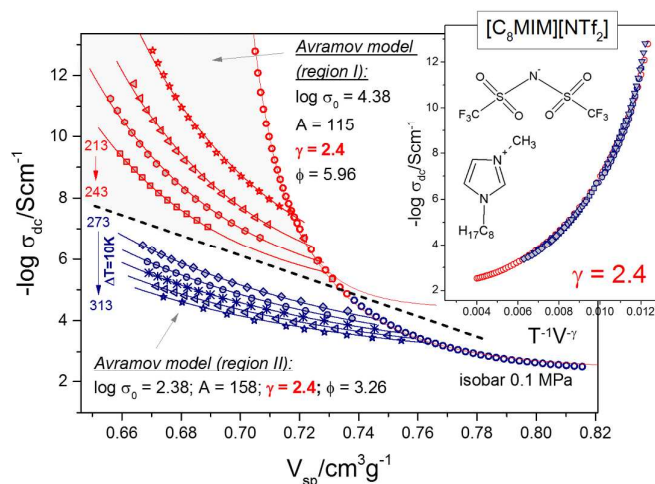 [C₈MIM][NTf₂]
Avramov model
(region I):
log σ₀ = 4.38
A = 115
γ = 2.4
ϕ = 5.96
-log σdc/Scm⁻¹
12
10
8
6
4
2
213
243
273
ΔT=10K
313
Avramov model (region II):
log σ₀ = 2.38; A = 158; γ = 2.4; ϕ = 3.26
isobar 0.1 MPa
0.66
0.68
0.70
0.72
0.74
0.76
0.78
0.80
0.82
Vsp/cm³g⁻¹
-log σdc/Scm⁻¹
12
10
8
6
4
2
O
O
N⁻
O
O
S
S
F₃C
CF₃
CH₃
N
+
N
H₁₇C₈
γ = 2.4
0.004
0.006
0.008
0.010
0.012
T⁻¹V⁻ᵞ